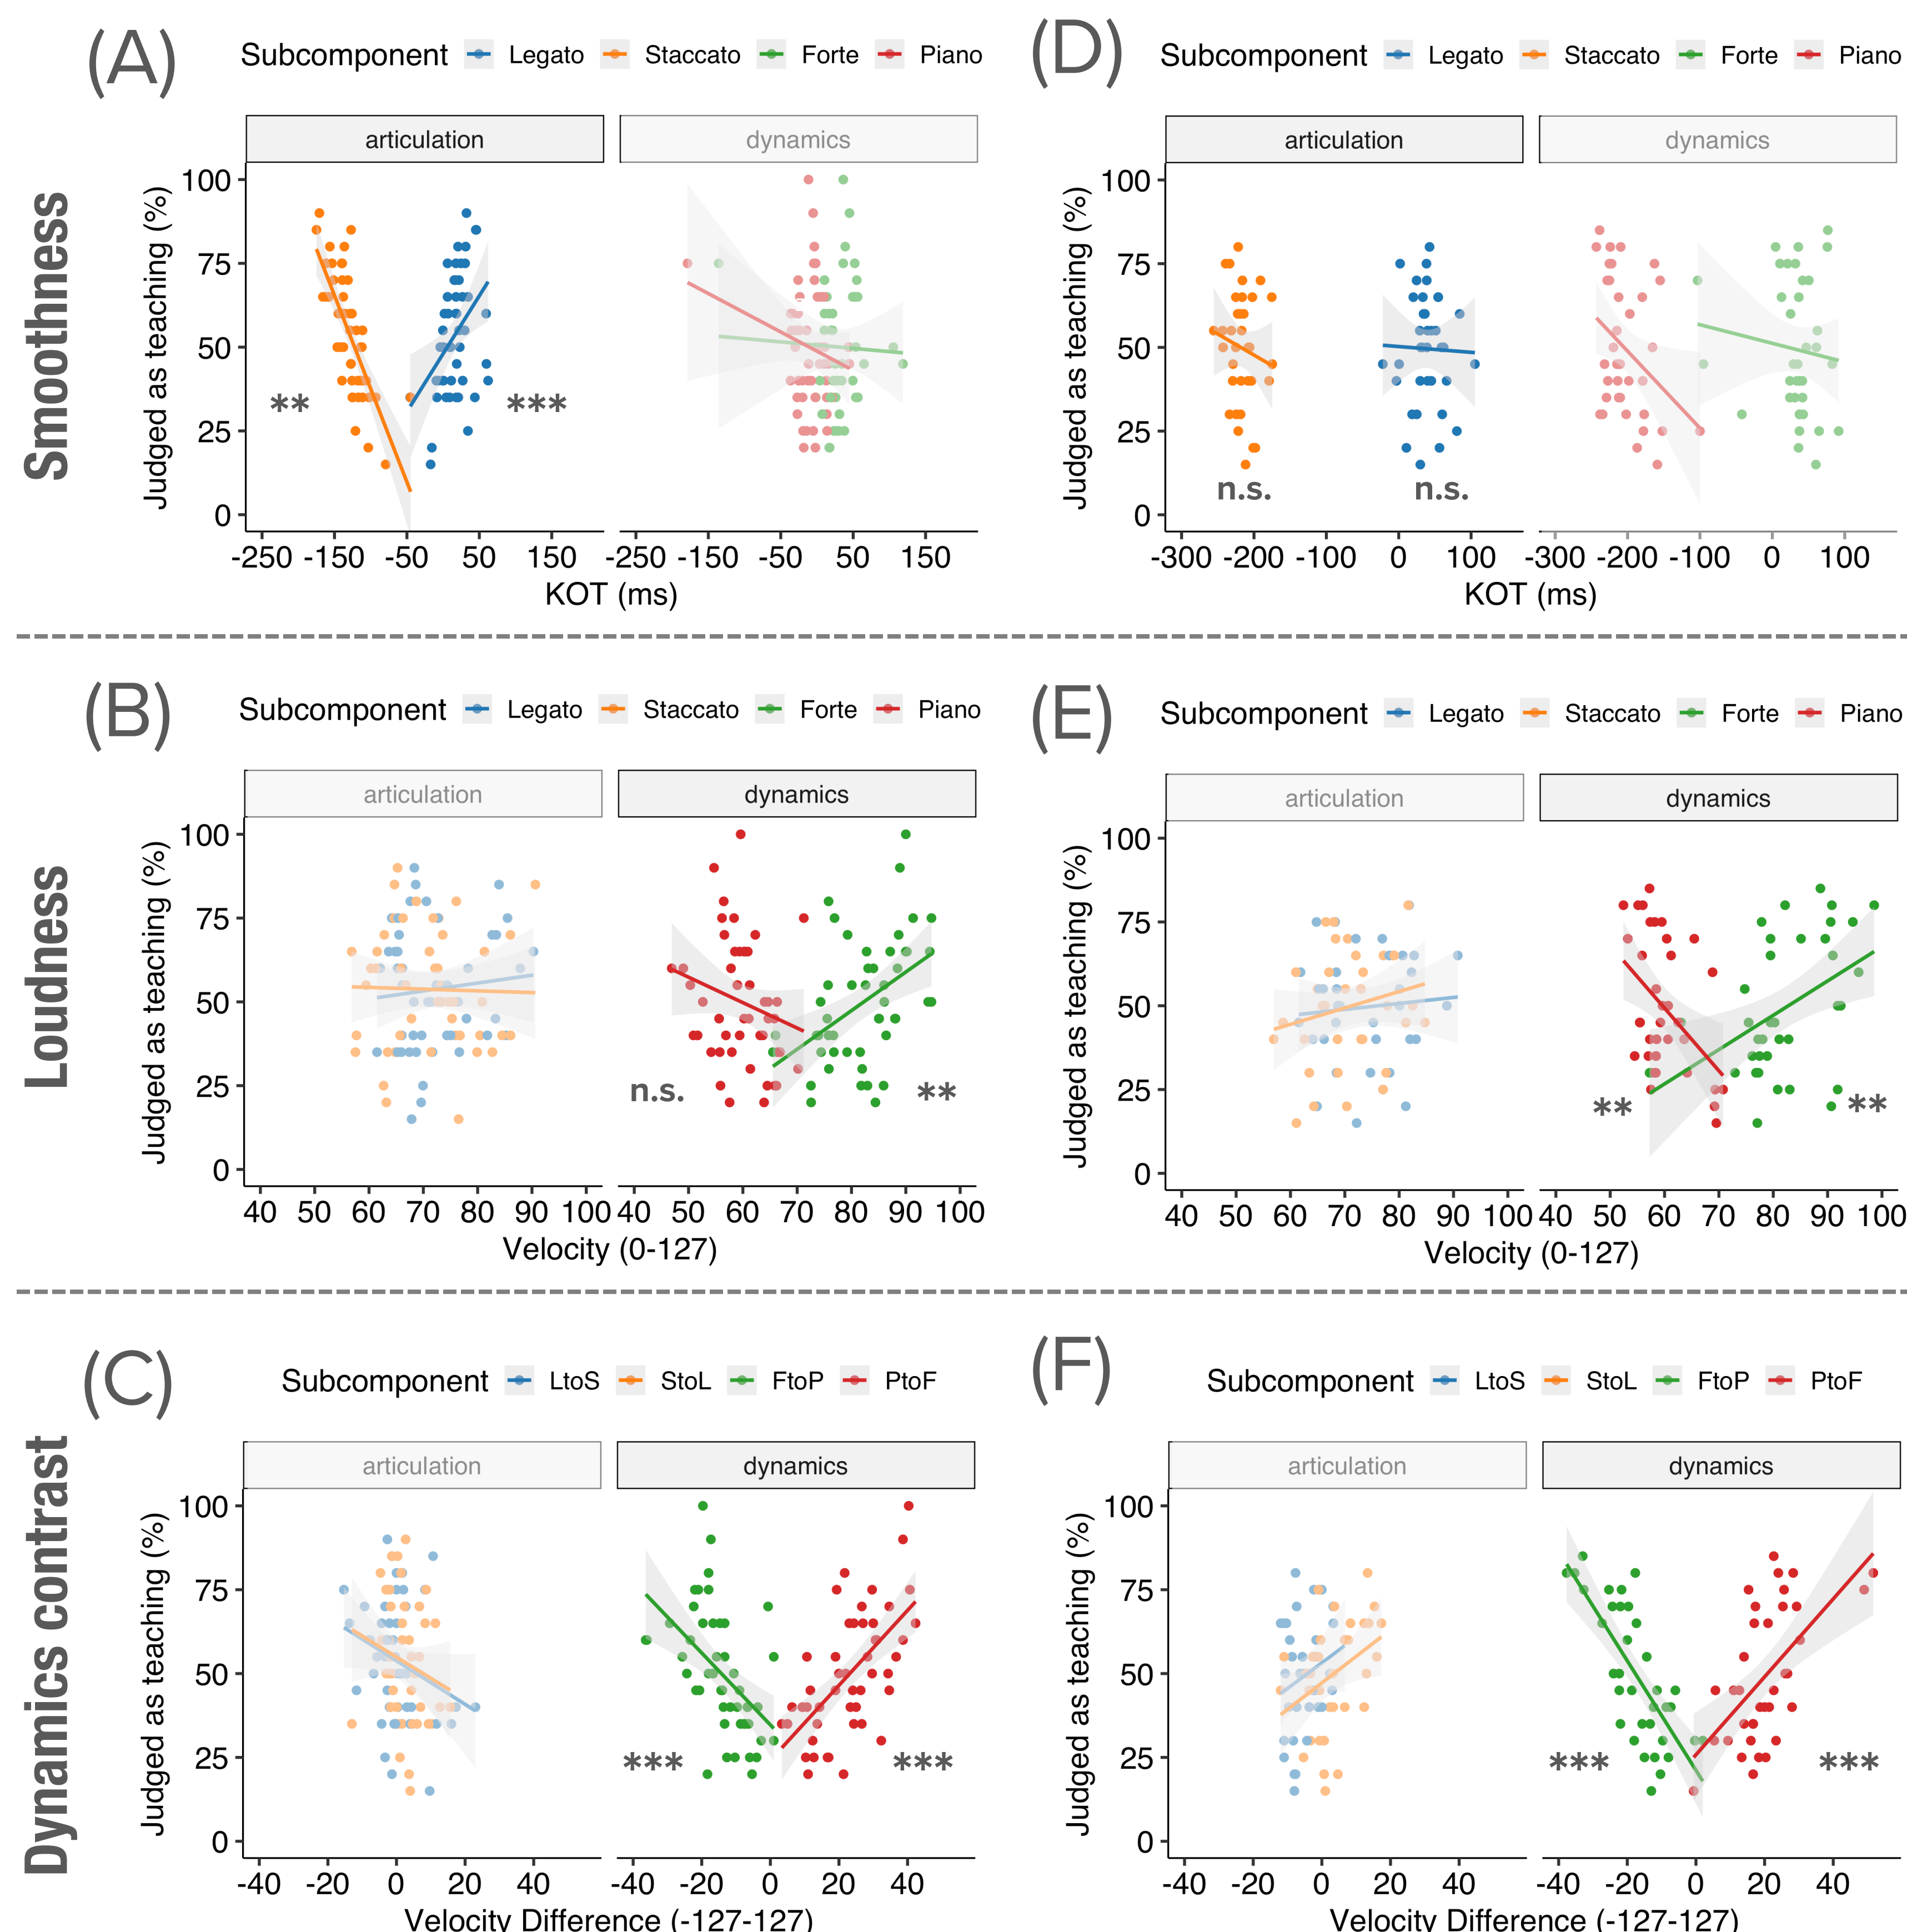 (A)
Subcomponent Legato Staccato Forte Piano
(D)
Subcomponent Legato Staccato Forte Piano
Smoothness
articulation dynamics
articulation dynamics
Judged as teaching (%)
100
75
50
25
0
** ***
-250 -150 -50 50 150 -250 -150 -50 50 150
KOT (ms)
Judged as teaching (%)
100
75
50
25
0
n.s. n.s.
-300 -200 -100 0 100 -300 -200 -100 0 100
KOT (ms)
(B)
Subcomponent Legato Staccato Forte Piano
(E)
Subcomponent Legato Staccato Forte Piano
Loudness
articulation dynamics
articulation dynamics
Judged as teaching (%)
100
75
50
25
0
n.s. **
40 50 60 70 80 90 100 40 50 60 70 80 90 100
Velocity (0-127)
Judged as teaching (%)
100
75
50
25
0
** **
40 50 60 70 80 90 100 40 50 60 70 80 90 100
Velocity (0-127)
(C)
Subcomponent LtoS StoL FtoP PtoF
(F)
Subcomponent LtoS StoL FtoP PtoF
Dynamics contrast
articulation dynamics
articulation dynamics
Judged as teaching (%)
100
75
50
25
0
*** ***
-40 -20 0 20 40 -40 -20 0 20 40
Velocity Difference (-127-127)
Judged as teaching (%)
100
75
50
25
0
*** ***
-40 -20 0 20 40 -40 -20 0 20 40
Velocity Difference (-127-127)